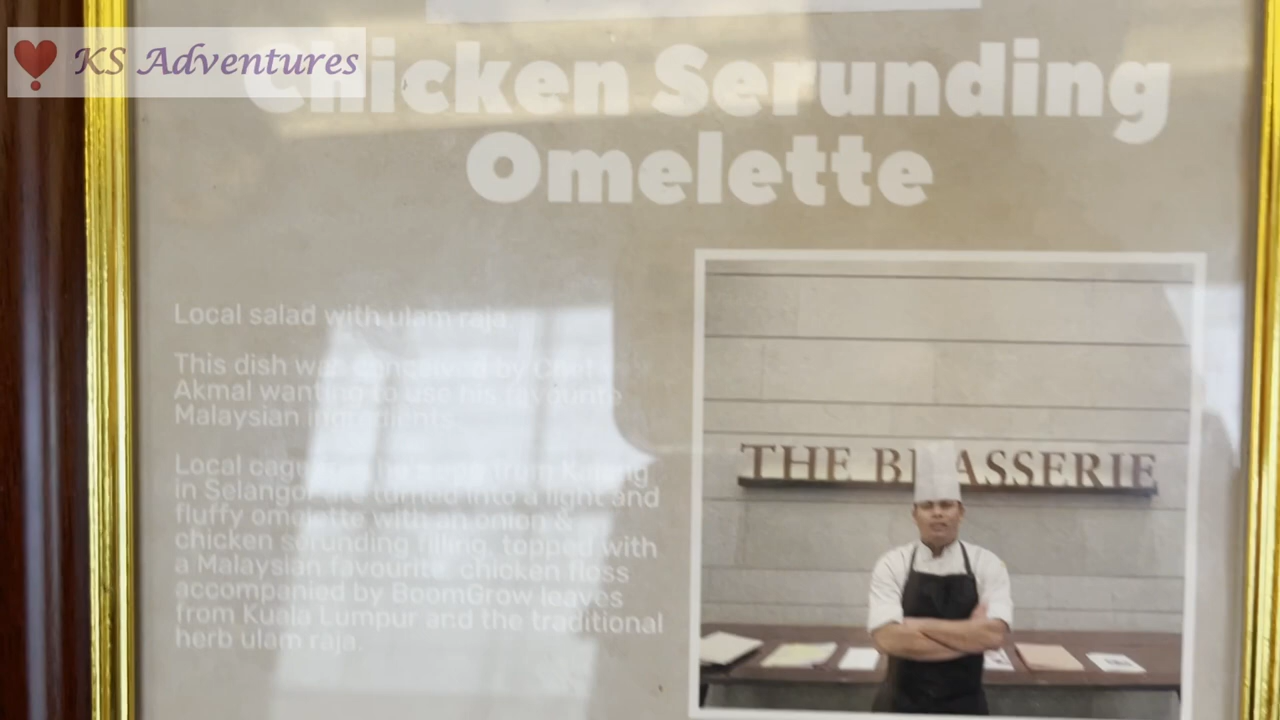 KS Adventures
Chicken Serunding
Omelette
Local salad with ulam raja.
This dish was conceived by Chef
Akmal wanting to use his favourite
Malaysian ingredients.
Local cage from
in Selangor are turned into a light and
fluffy omelette with an onion &
chicken serunding filling, topped with
a Malaysian favourite, chicken floss
accompanied by BoomGrow leaves
from Kuala Lumpur and the traditional
herb ulam raja.
THE BRASSERIE